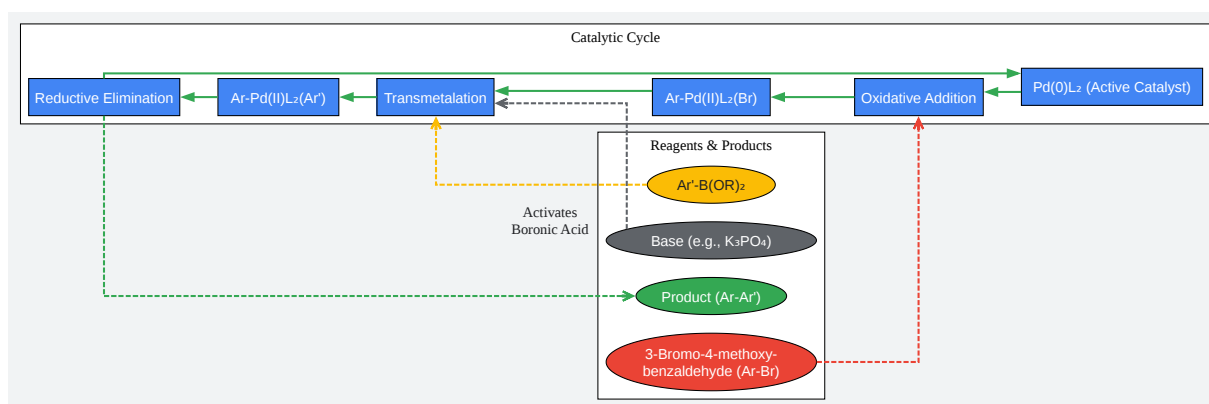 Catalytic Cycle
Reductive Elimination
Ar-Pd(II)L₂(Ar')
Transmetalation
Ar-Pd(II)L₂(Br)
Oxidative Addition
Pd(0)L₂ (Active Catalyst)
Reagents & Products
Ar'-B(OR)₂
Activates
Boronic Acid
Base (e.g., K₃PO₄)
Product (Ar-Ar')
3-Bromo-4-methoxy-
benzaldehyde (Ar-Br)